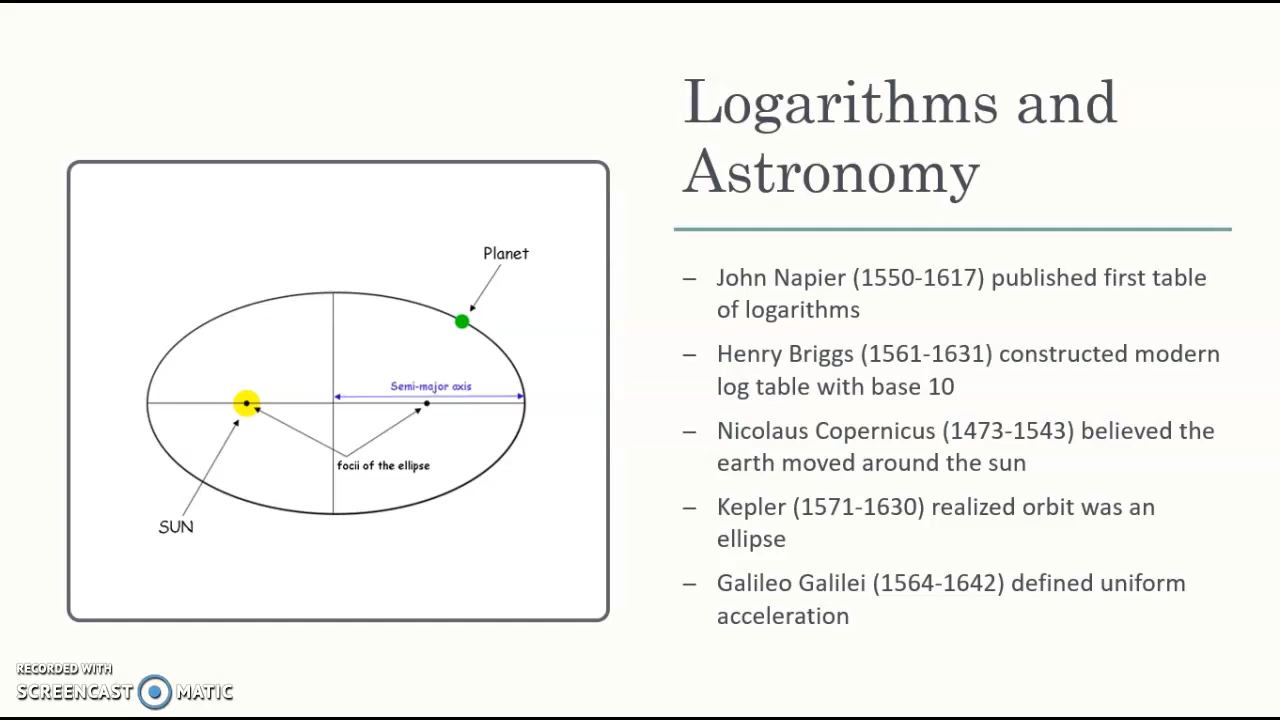 Logarithms and
Astronomy
Planet
Semi-major axis
focii of the ellipse
SUN
– John Napier (1550-1617) published first table
of logarithms
– Henry Briggs (1561-1631) constructed modern
log table with base 10
– Nicolaus Copernicus (1473-1543) believed the
earth moved around the sun
– Kepler (1571-1630) realized orbit was an
ellipse
– Galileo Galilei (1564-1642) defined uniform
acceleration
RECORDED WITH
SCREENCAST MATIC